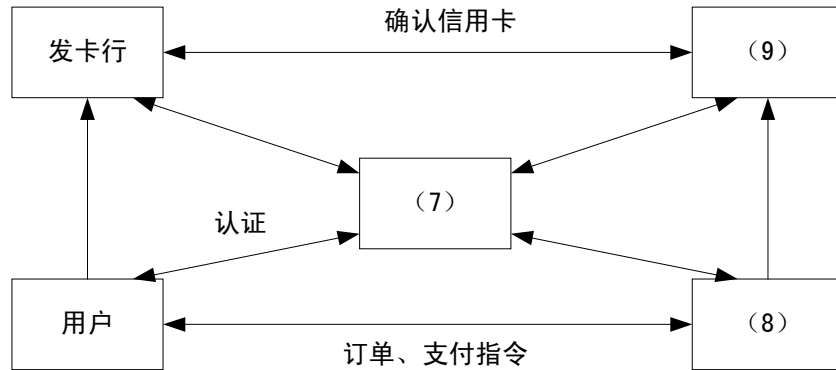 确认信用卡
发卡行
（9）
（7）
认证
用户
（8）
订单、支付指令